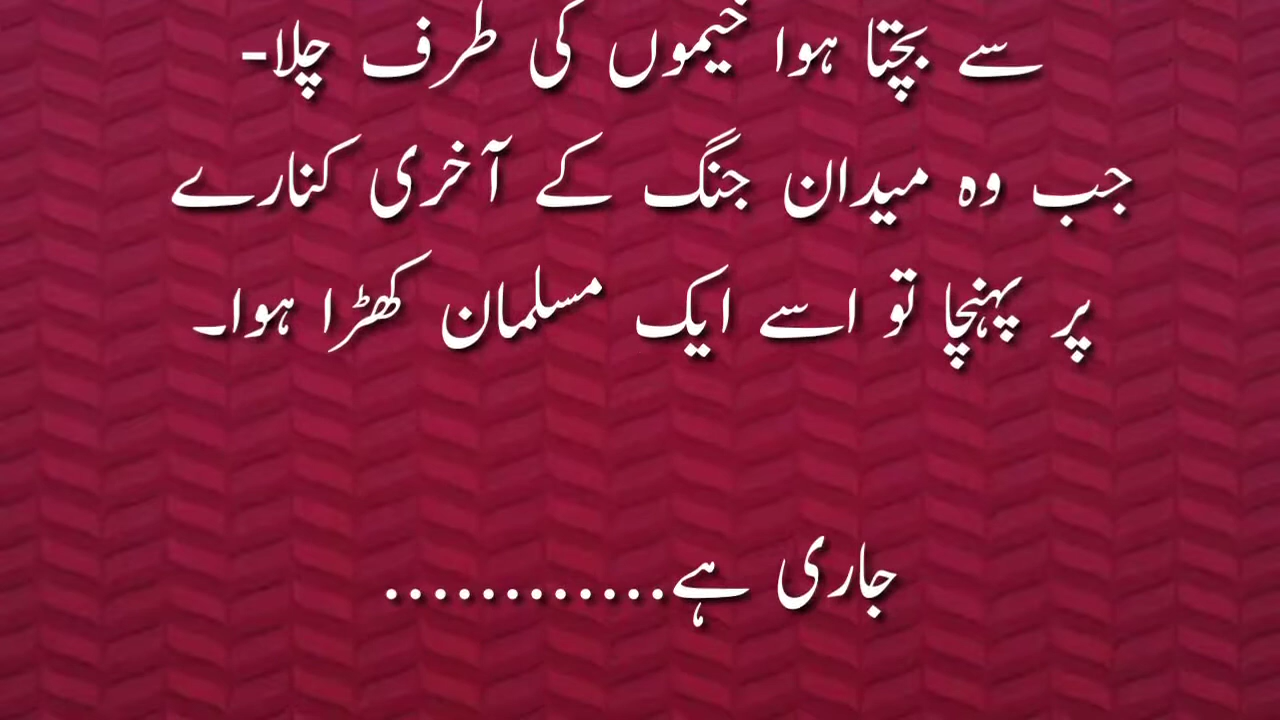 سے بچتا ہوا خیموں کی طرف چلا-
جب وہ میدان جنگ کے آخری کنارے
پر پہنچا تو اسے ایک مسلمان کھڑا ہوا۔
جاری ہے............